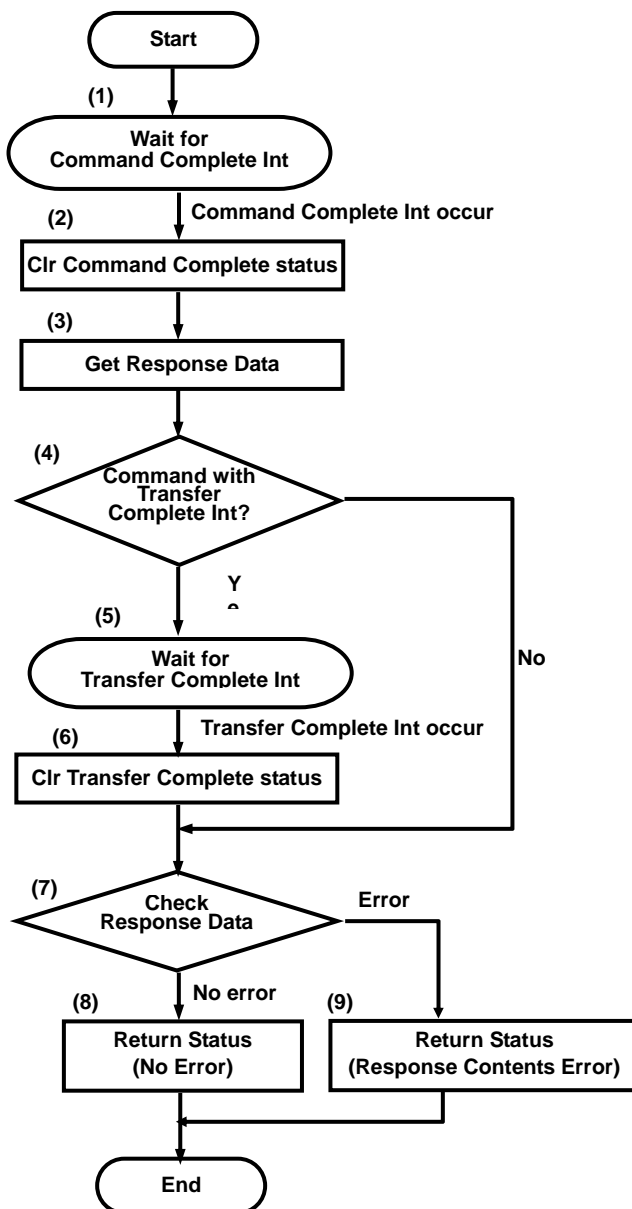 Start
(1)
Wait for
Command Complete Int
Command Complete Int occur
(2)
Clr Command Complete status
(3)
Get Response Data
(4)
Command with
Transfer
Complete Int?
Y
(5)
Wait for
Transfer Complete Int
No
Transfer Complete Int occur
(6)
Clr Transfer Complete status
(7)
Check
Response Data
Error
No error
(8)
(9)
Return Status
(No Error)
Return Status
(Response Contents Error)
End